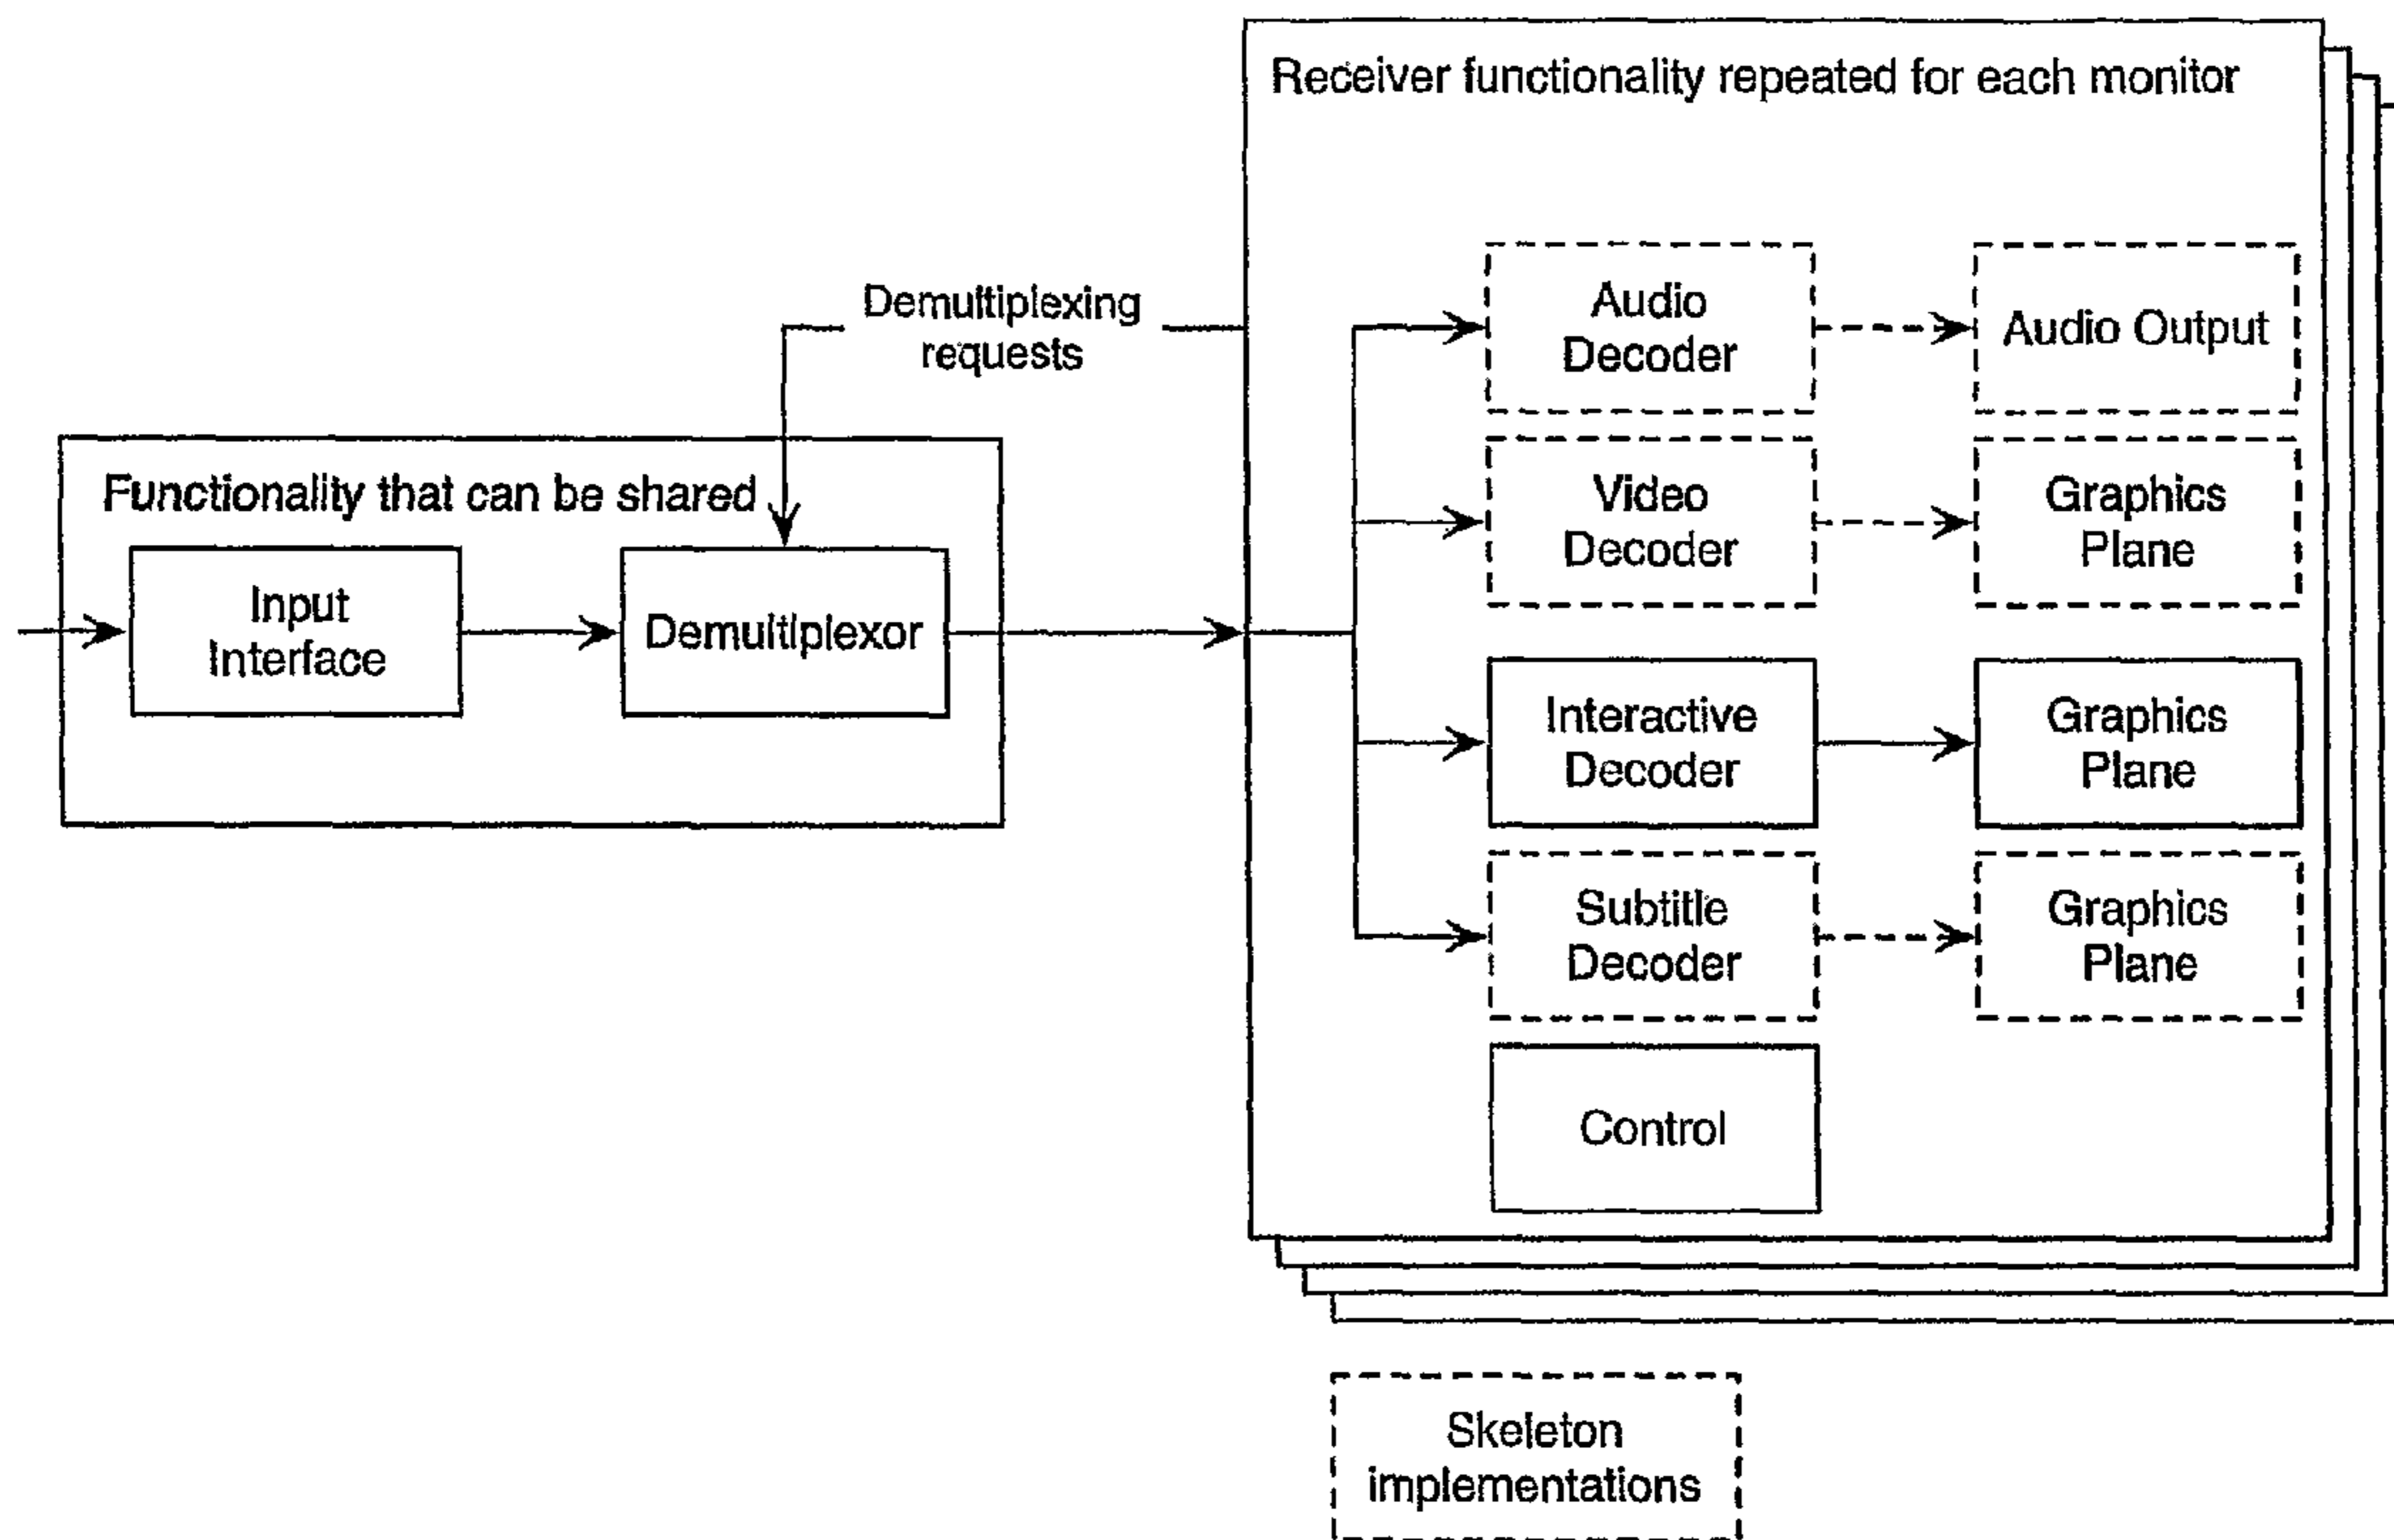 Receiver functionality repeated for each monitor
Demultiplexing
requests
Functionality that can be shared
Input
Interface
Demultiplexor
Audio
Decoder
Audio Output
Video
Decoder
Graphics
Plane
Interactive
Decoder
Graphics
Plane
Subtitle
Decoder
Graphics
Plane
Control
Skeleton
implementations